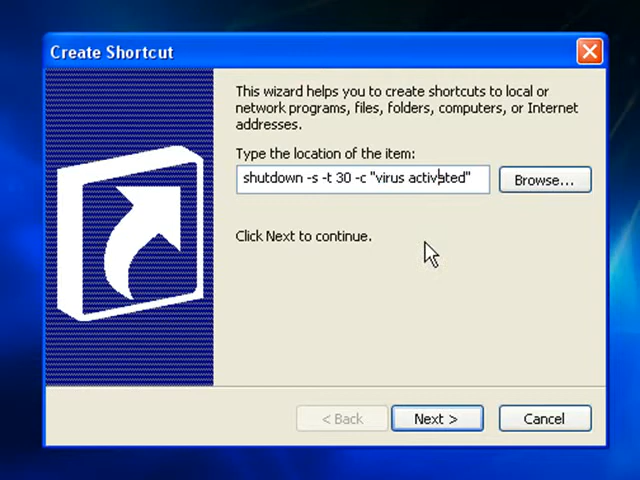 Create Shortcut
This wizard helps you to create shortcuts to local or
network programs, files, folders, computers, or Internet
addresses.
Type the location of the item:
shutdown -s -t 30 -c "virus activated"
Browse...
Click Next to continue.
< Back
Next >
Cancel